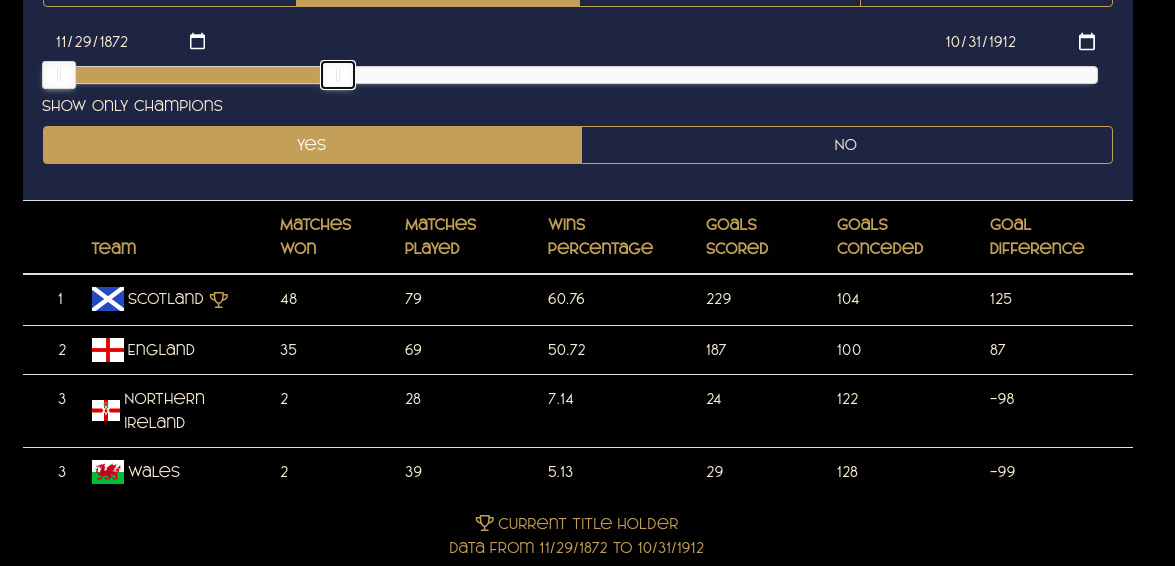 11/29/1872 10/31/1912
SHOW ONLY CHAMPIONS
YES NO
TEAM MATCHES WON MATCHES PLAYED WINS PERCENTAGE GOALS SCORED GOALS CONCEDED GOAL DIFFERENCE
1 SCOTLAND 48 79 60.76 229 104 125
2 ENGLAND 35 69 50.72 187 100 87
3 NORTHERN IRELAND 2 28 7.14 24 122 -98
3 WALES 2 39 5.13 29 128 -99
CURRENT TITLE HOLDER
DATA FROM 11/29/1872 TO 10/31/1912